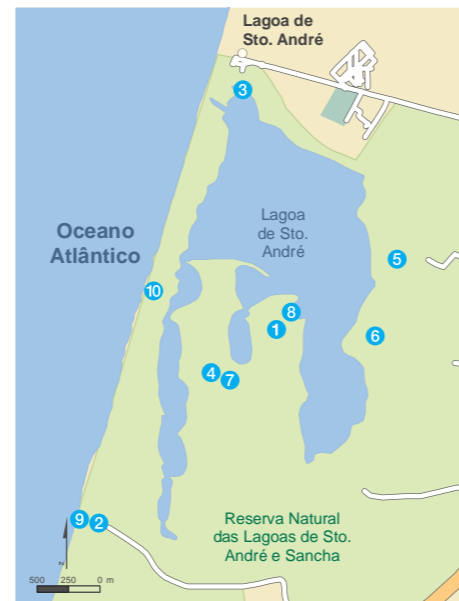 Lagoa de
Sto. André
3
Oceano
Atlântico
Lagoa
de Sto.
André
5
10
8
1
6
4
7
9
2
Reserva Natural
das Lagoas de Sto.
André e Sancha
N
500 250 0 m